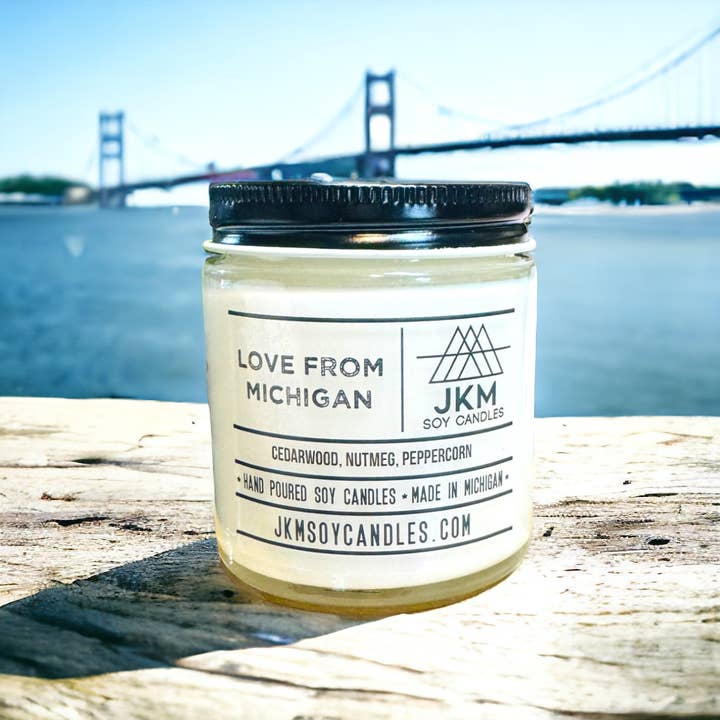 LOVE FROM
MICHIGAN
JKM
SOY CANDLES
CEDARWOOD, NUTMEG, PEPPERCORN
• HAND POURED SOY CANDLES • MADE IN MICHIGAN •
JKMSOYCANDLES.COM